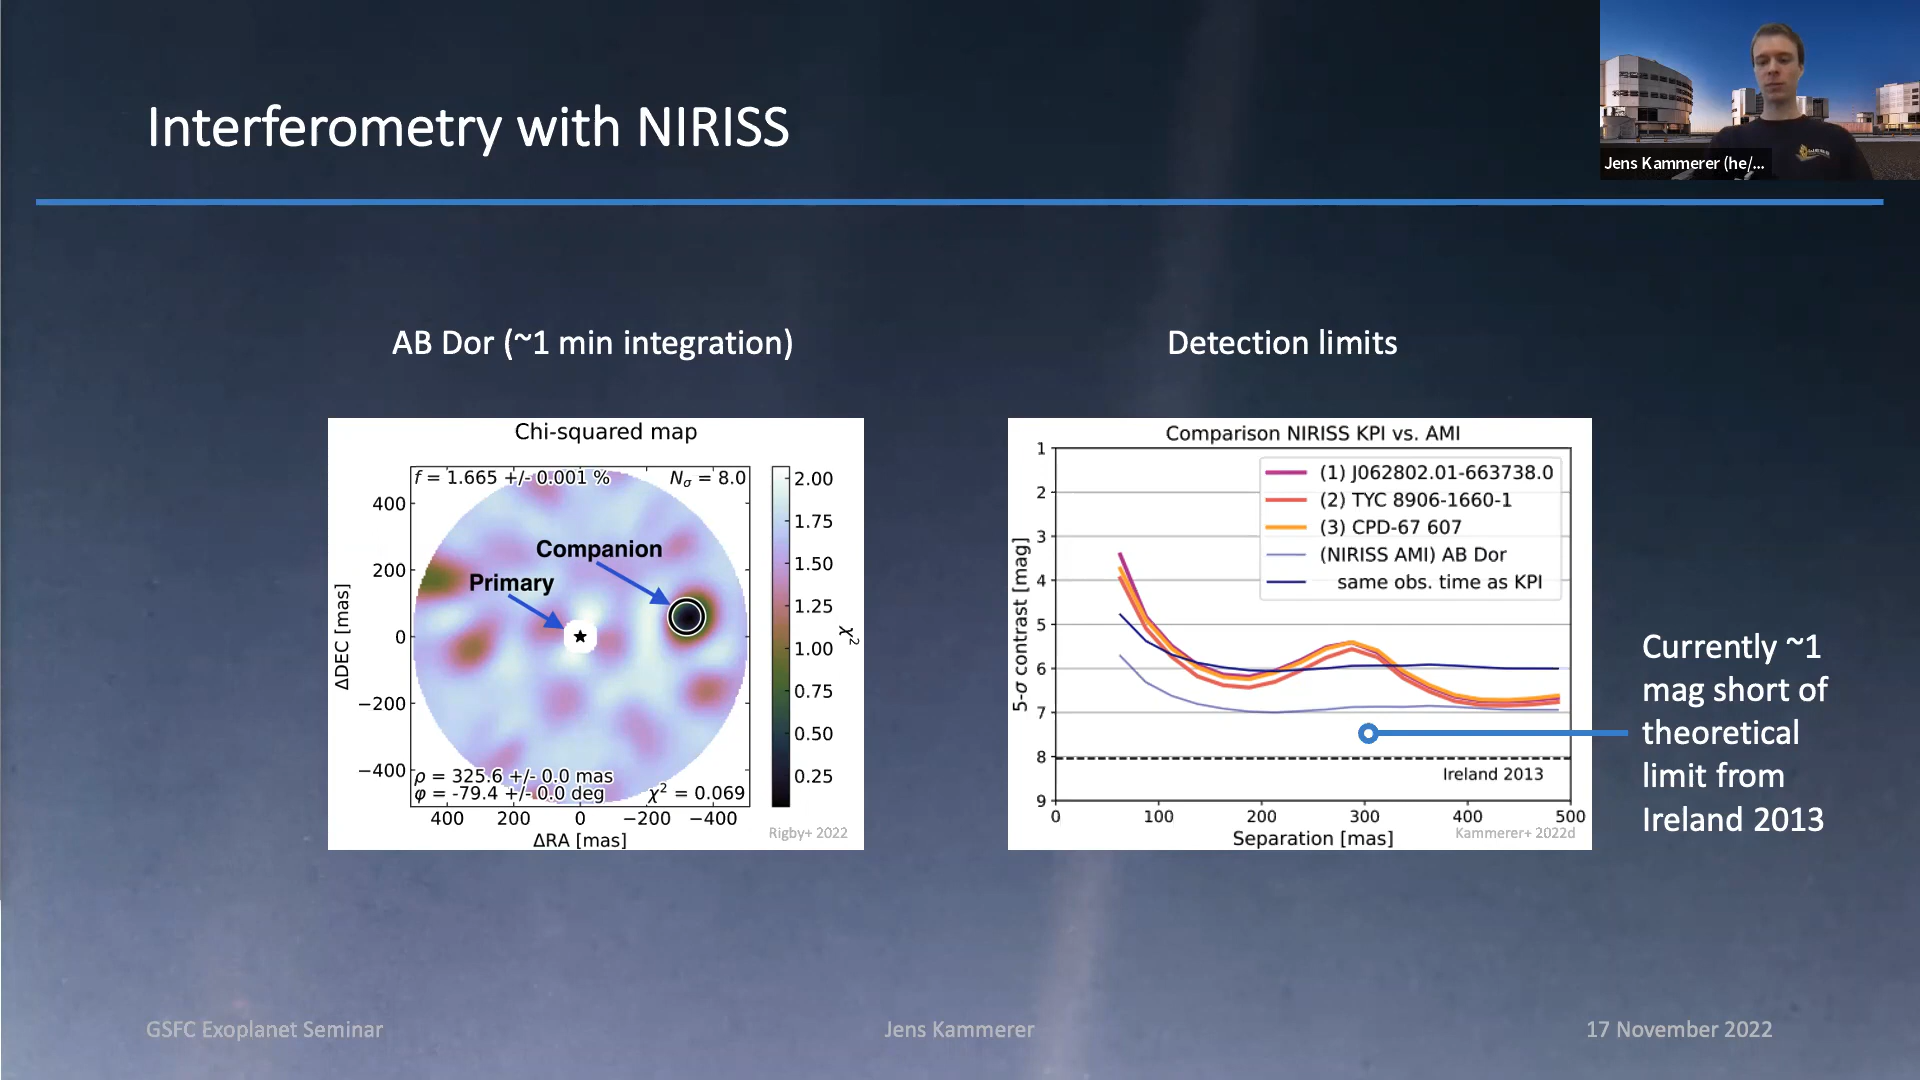 Interferometry with NIRISS
Jens Kammerer (he/...
AB Dor (~1 min integration)
Detection limits
Chi-squared map
f = 1.665 +/- 0.001 %
Nσ = 8.0
Companion
Primary
ρ = 325.6 +/- 0.0 mas
φ = -79.4 +/- 0.0 deg
χ² = 0.069
400
200
0
−200
−400
ΔDEC [mas]
400 200 0 −200 −400
ΔRA [mas]
Rigby+ 2022
2.00
1.75
1.50
1.25
1.00
0.75
0.50
0.25
χ²
Comparison NIRISS KPI vs. AMI
(1) J062802.01-663738.0
(2) TYC 8906-1660-1
(3) CPD-67 607
(NIRISS AMI) AB Dor
same obs. time as KPI
1
2
3
4
5
6
7
8
9
5-σ contrast [mag]
Ireland 2013
0 100 200 300 400 500
Separation [mas]
Kammerer+ 2022d
Currently ~1
mag short of
theoretical
limit from
Ireland 2013
GSFC Exoplanet Seminar
Jens Kammerer
17 November 2022